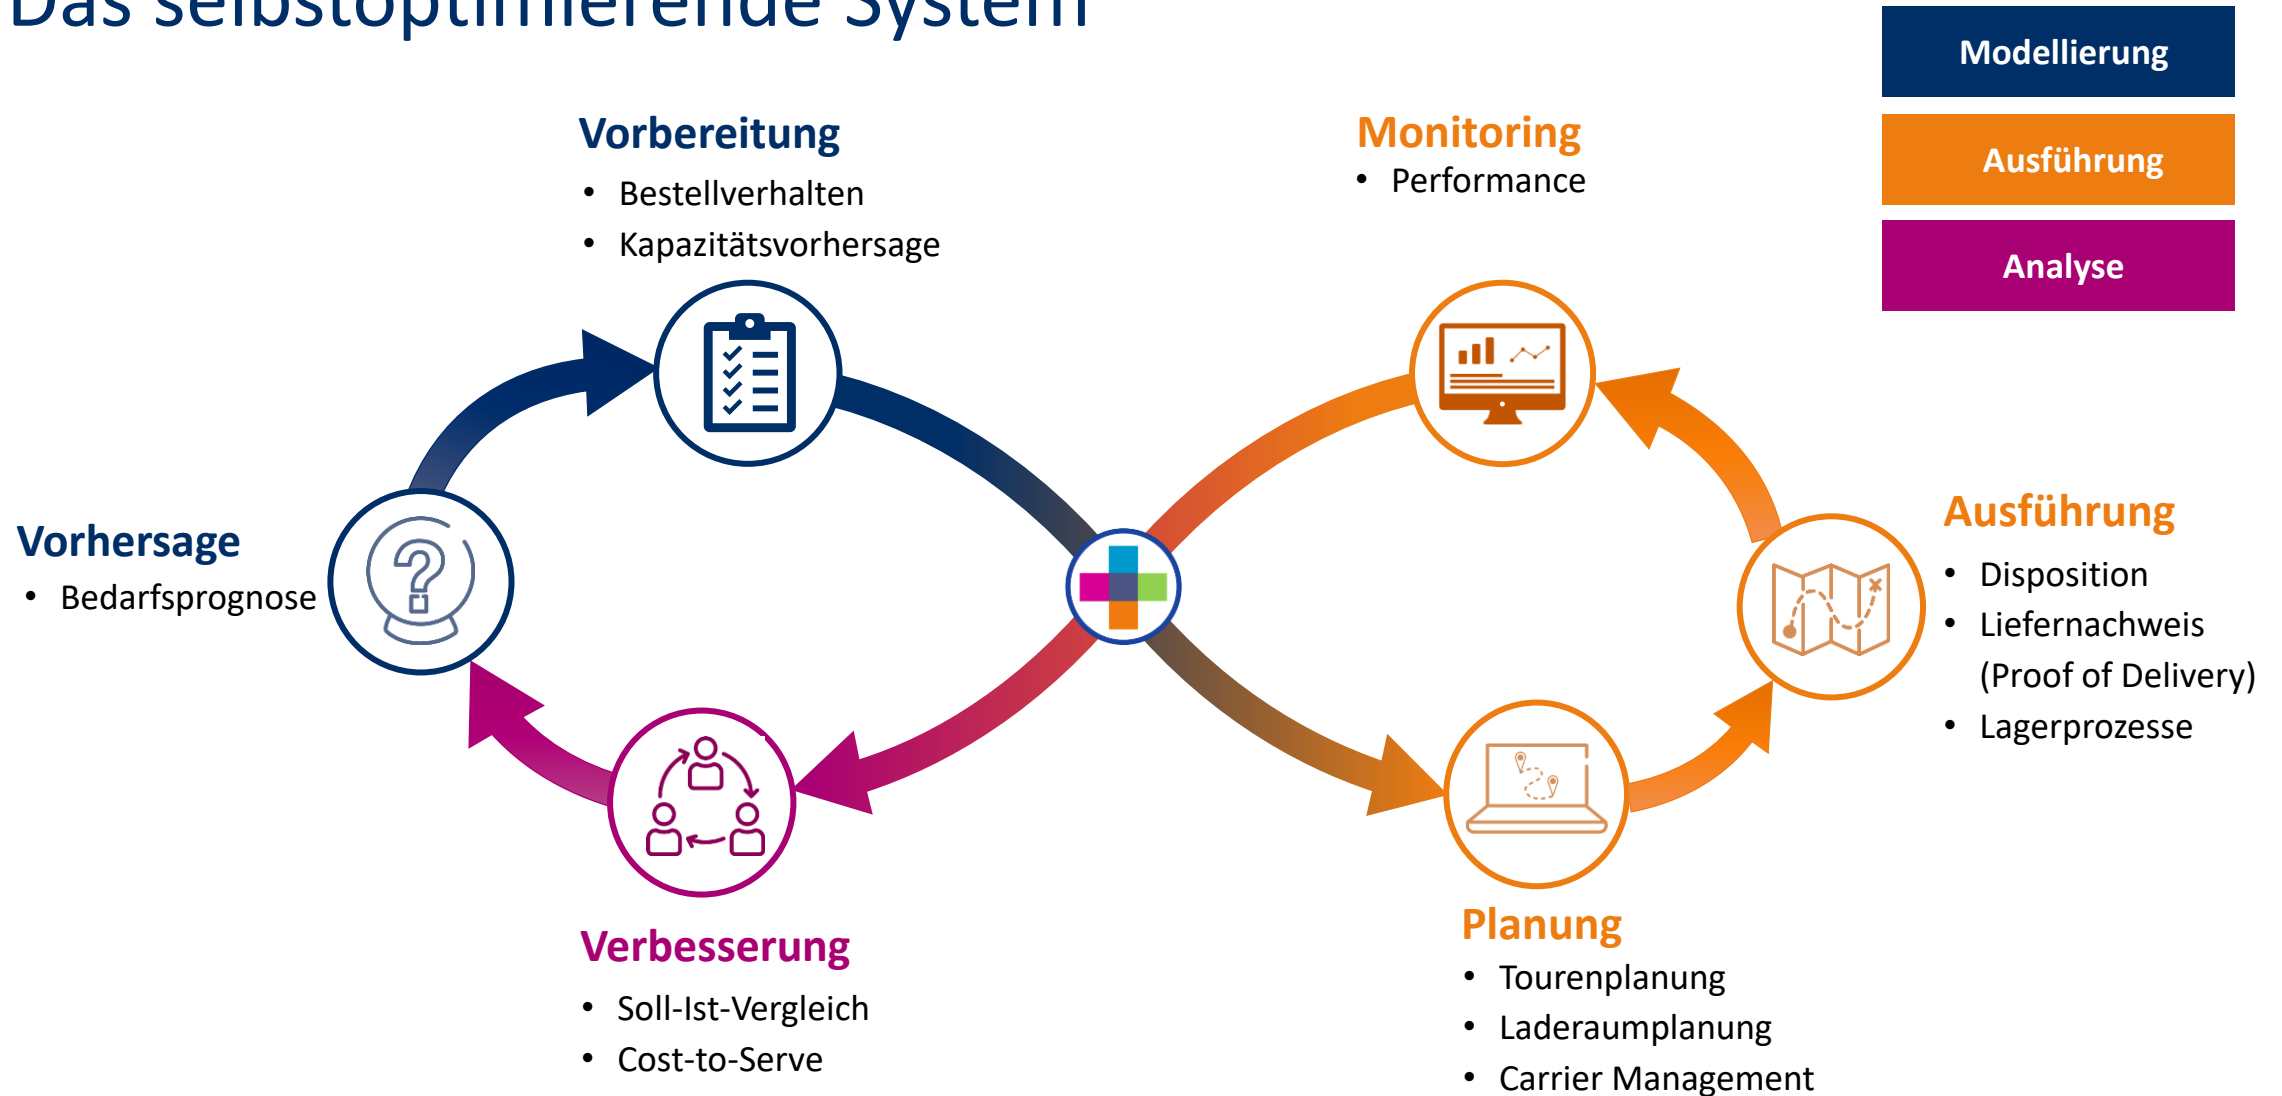 Das selbstoptimierende System
Modellierung
Ausführung
Analyse
Vorbereitung
• Bestellverhalten
• Kapazitätsvorhersage
Monitoring
• Performance
Vorhersage
• Bedarfsprognose
Ausführung
• Disposition
• Liefernachweis
(Proof of Delivery)
• Lagerprozesse
Verbesserung
• Soll-Ist-Vergleich
• Cost-to-Serve
Planung
• Tourenplanung
• Laderaumplanung
• Carrier Management